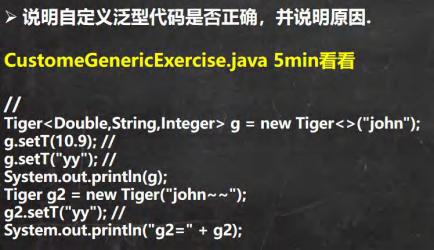 ➢ 说明自定义泛型代码是否正确，并说明原因.
CustomeGenericExercise.java 5min看看
//
Tiger<Double,String,Integer> g = new Tiger<>("john");
g.setT(10.9); //
g.setT("yy"); //
System.out.println(g);
Tiger g2 = new Tiger("john~~");
g2.setT("yy"); //
System.out.println("g2=" + g2);